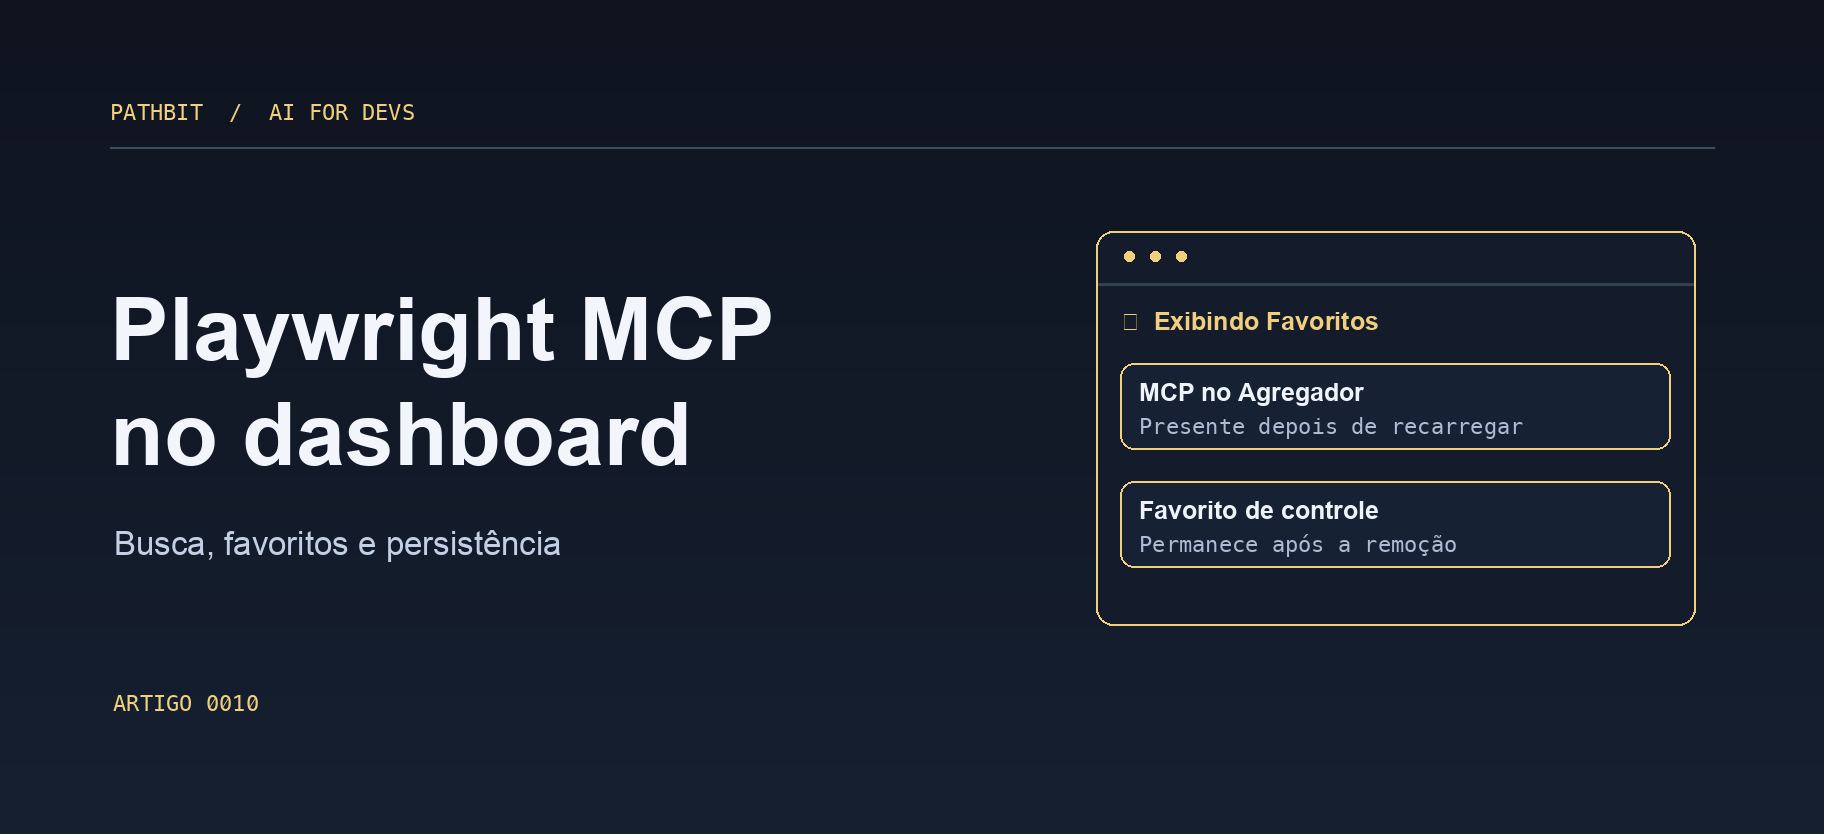 PATHBIT / AI FOR DEVS
Playwright MCP
no dashboard
Busca, favoritos e persistência
ARTIGO 0010
Exibindo Favoritos
MCP no Agregador
Presente depois de recarregar
Favorito de controle
Permanece após a remoção